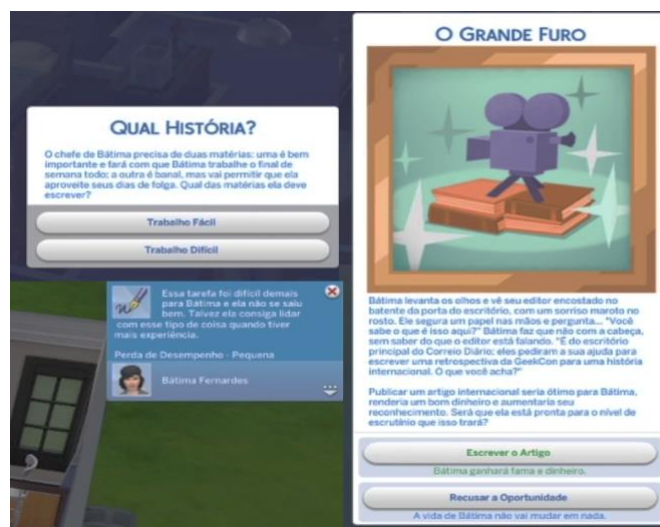 QUAL HISTÓRIA?
O chefe de Bátima precisa de duas matérias: uma é bem
importante e fará com que Bátima trabalhe o final de
semana todo; a outra é banal, mas vai permitir que ela
aproveite seus dias de folga. Qual das matérias ela deve
escrever?
Trabalho Fácil
Trabalho Difícil
Essa tarefa foi difícil demais
para Bátima e ela não se saiu
bem. Talvez ela consiga lidar
com esse tipo de coisa quando tiver
mais experiência.
Perda de Desempenho - Pequena
Bátima Fernardes
O GRANDE FURO
Bátima levanta os olhos e vê seu editor encostado no
batente da porta do escritório, com um sorriso maroto no
rosto. Ele segura um papel nas mãos e pergunta... "Você
sabe o que é isso aqui?" Bátima faz que não com a cabeça,
sem saber do que o editor está falando. "É do escritório
principal do Correio Diário; eles pediram a sua ajuda para
escrever uma retrospectiva da GeekCon para uma história
internacional. O que você acha?"
Publicar um artigo internacional seria ótimo para Bátima,
renderia um bom dinheiro e aumentaria seu
reconhecimento. Será que ela está pronta para o nível de
escrutínio que isso trará?
Escrever o Artigo
Bátima ganhará fama e dinheiro.
Recusar a Oportunidade
A vida de Bátima não vai mudar em nada.